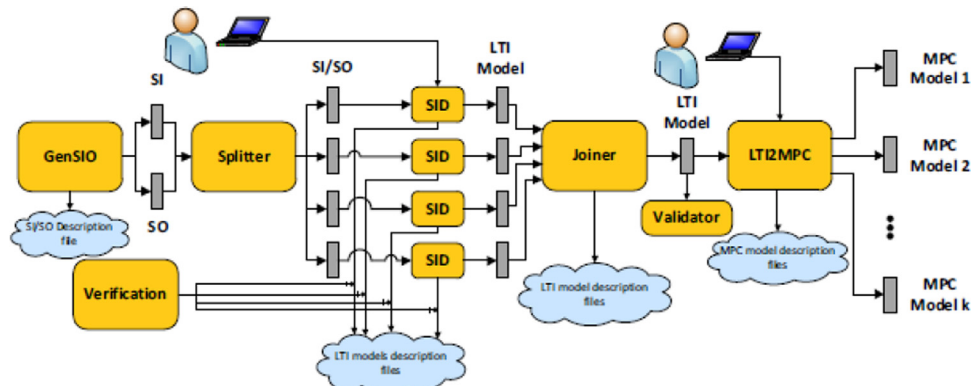 SI
SI/SO
LTI
Model
LTI
Model
MPC
Model 1
GenSIO
Splitter
SID
SID
SID
SID
Joiner
LTI2MPC
MPC
Model 2
SO
Validator
SI/SO Description
file
MPC model description
files
Verification
LTI model description
files
MPC
Model k
LTI models description
files